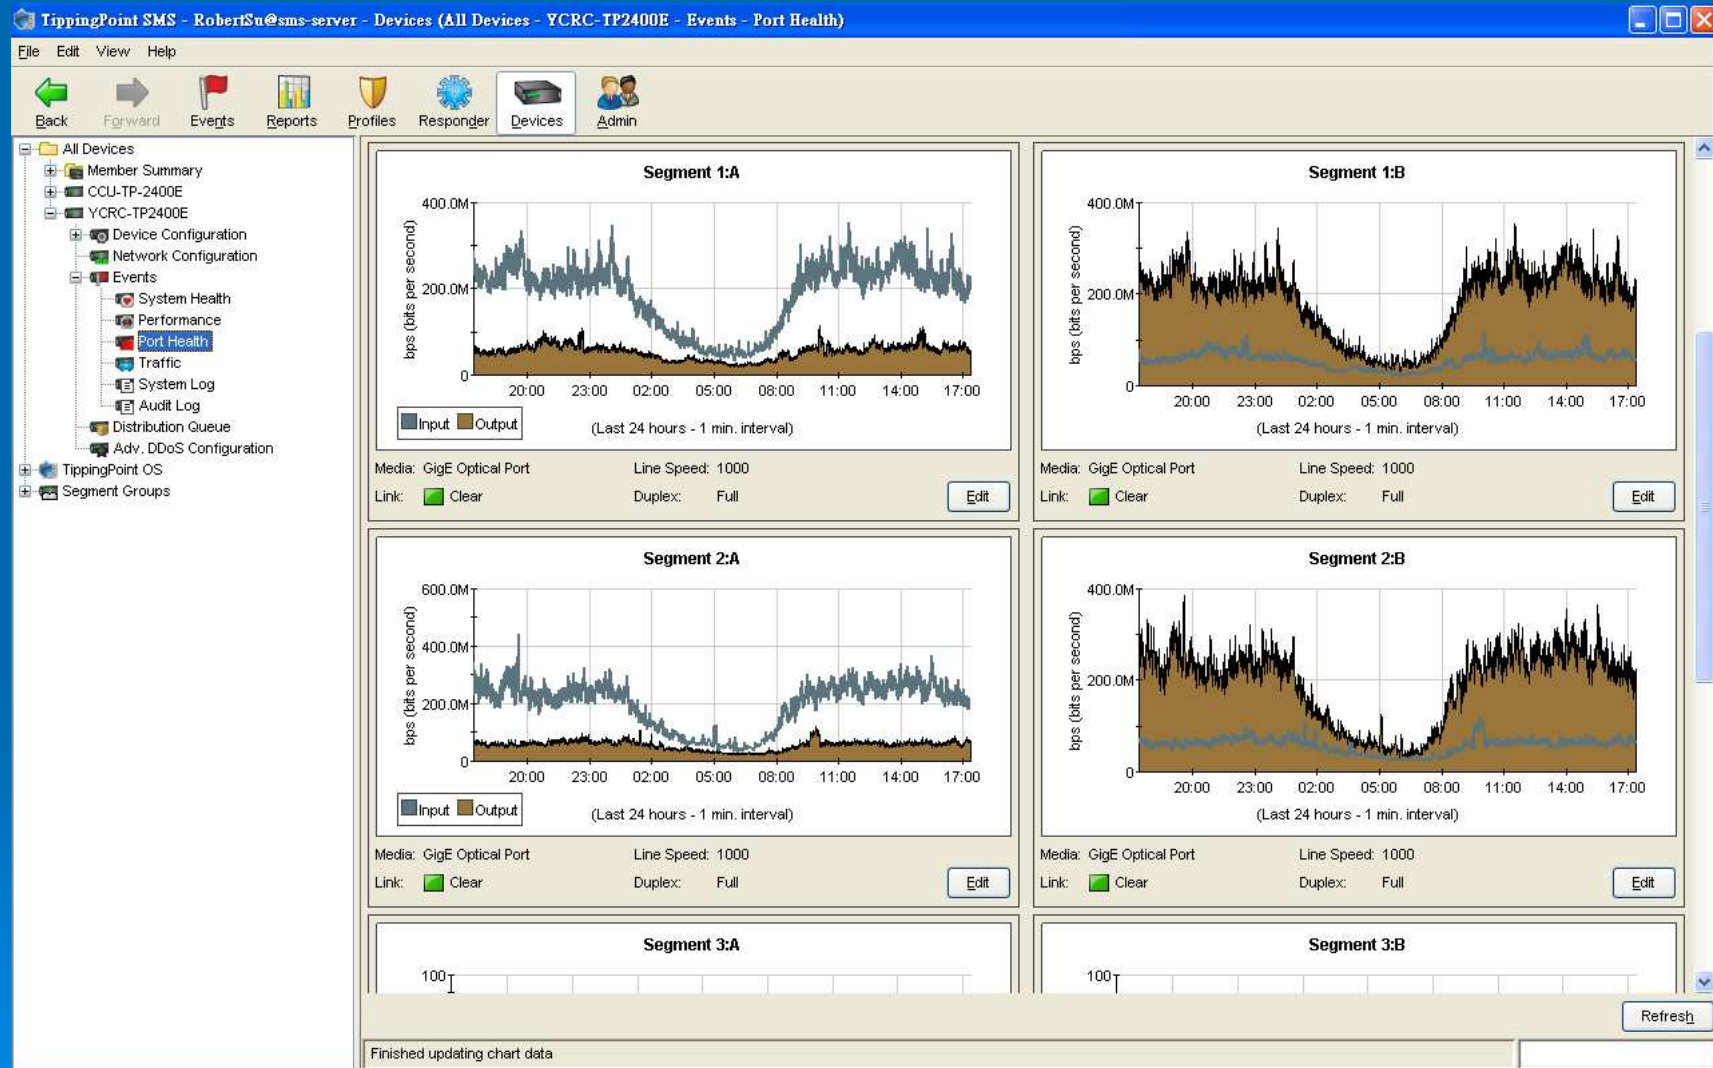 TippingPoint SMS - RobertSu@sms-server - Devices (All Devices - YCRC-TP2400E - Events - Port Health)
File Edit View Help
Back Forward Events Reports Profiles Responder Devices Admin
All Devices
Member Summary
CCU-TP-2400E
YCRC-TP2400E
Device Configuration
Network Configuration
Events
System Health
Performance
Port Health
Traffic
System Log
Audit Log
Distribution Queue
Adv. DDoS Configuration
TippingPoint OS
Segment Groups
Segment 1:A
bps (bits per second)
400.0M
200.0M
0
20:00 23:00 02:00 05:00 08:00 11:00 14:00 17:00
Input Output
(Last 24 hours - 1 min. interval)
Media: GigE Optical Port Line Speed: 1000
Link: Clear Duplex: Full Edit
Segment 1:B
bps (bits per second)
400.0M
200.0M
0
20:00 23:00 02:00 05:00 08:00 11:00 14:00 17:00
(Last 24 hours - 1 min. interval)
Media: GigE Optical Port Line Speed: 1000
Link: Clear Duplex: Full Edit
Segment 2:A
bps (bits per second)
600.0M
400.0M
200.0M
0
20:00 23:00 02:00 05:00 08:00 11:00 14:00 17:00
Input Output
(Last 24 hours - 1 min. interval)
Media: GigE Optical Port Line Speed: 1000
Link: Clear Duplex: Full Edit
Segment 2:B
bps (bits per second)
400.0M
200.0M
0
20:00 23:00 02:00 05:00 08:00 11:00 14:00 17:00
(Last 24 hours - 1 min. interval)
Media: GigE Optical Port Line Speed: 1000
Link: Clear Duplex: Full Edit
Segment 3:A
100
Segment 3:B
100
Refresh
Finished updating chart data